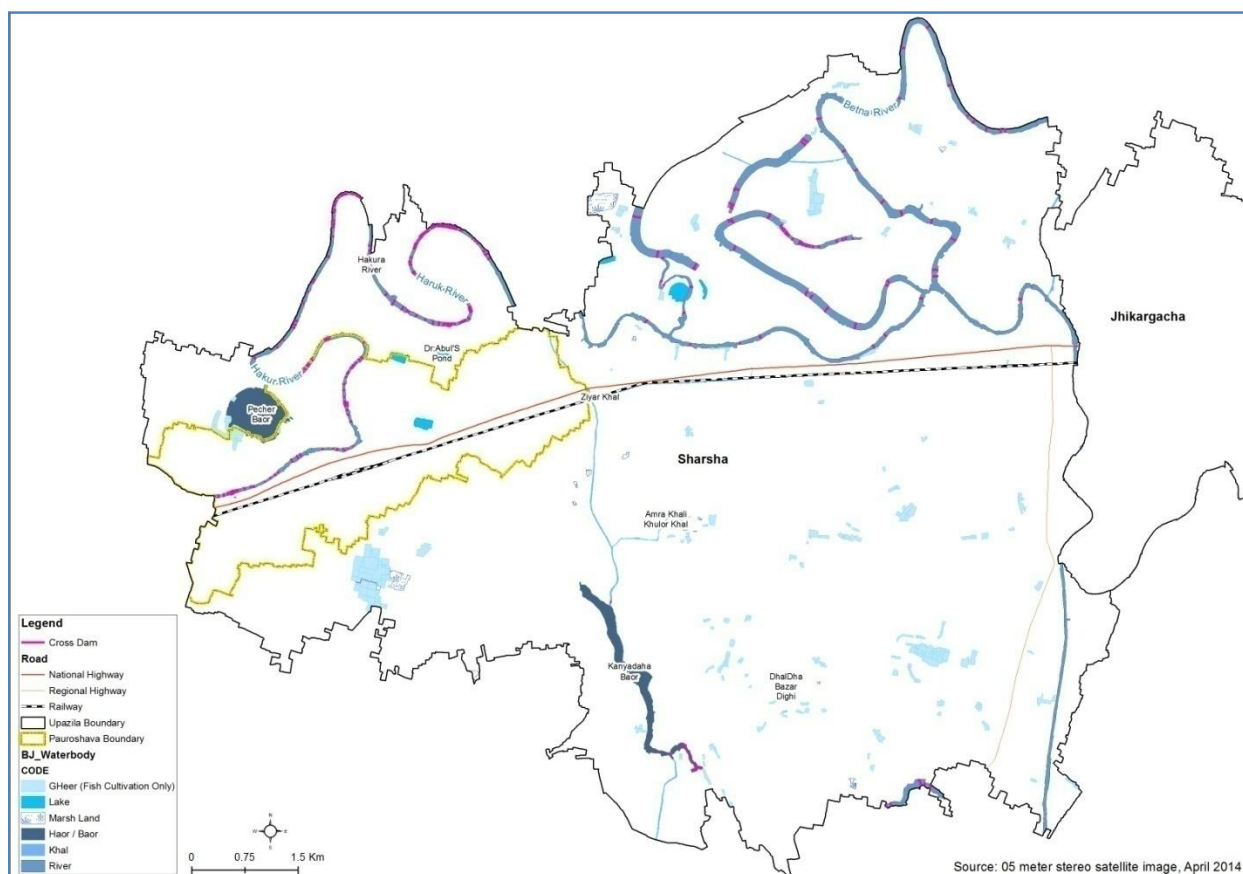 Betna River
Hakura
River
Haruk River
Jhikargacha
Dr.Abul'S
Pond
Hakur River
Ziyar Khal
Pecher
Baor
Sharsha
Amra Khali
Khulor Khal
Kanyadaha
Baor
DhalDha
Bazar
Dighi
Legend
Cross Dam
Road
National Highway
Regional Highway
Railway
Upazila Boundary
Pauroshava Boundary
BJ_Waterbody
CODE
GHeer (Fish Cultivation Only)
Lake
Marsh Land
Haor / Baor
Khal
River
N
W E
S
0 0.75 1.5 Km
Source: 05 meter stereo satellite image, April 2014